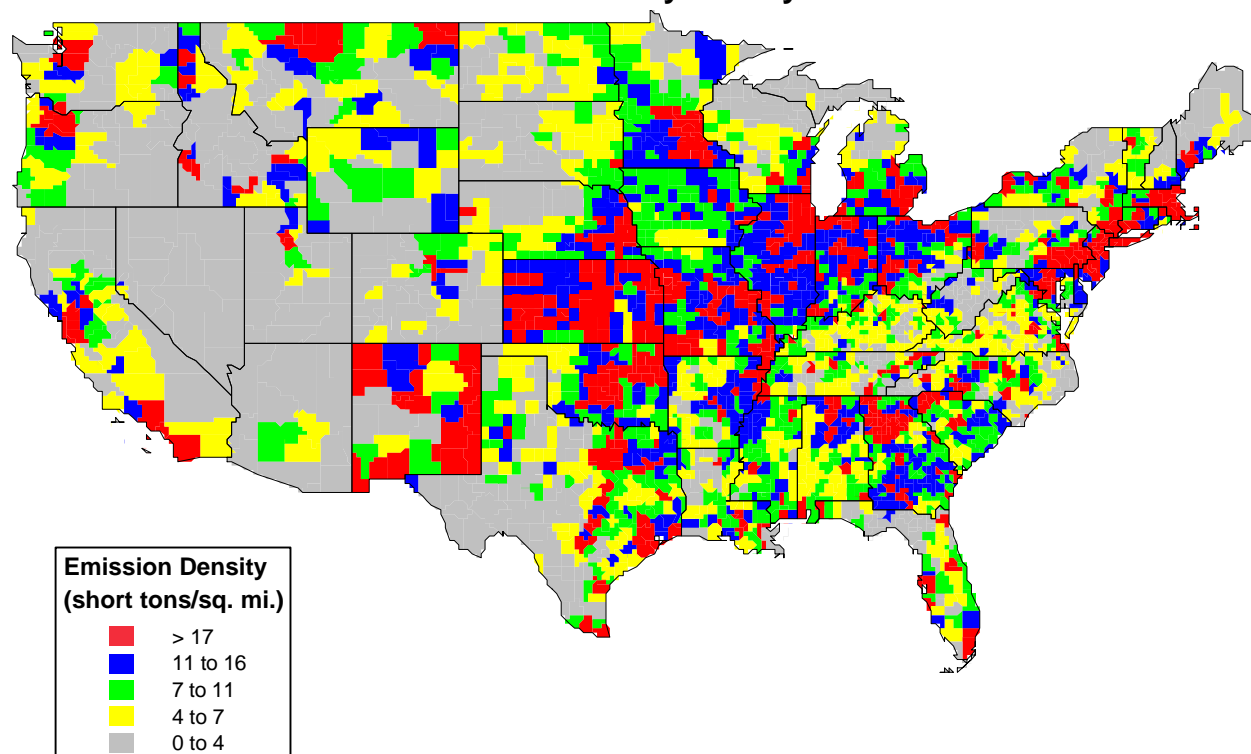 Emission Density
(short tons/sq. mi.)
> 17
11 to 16
7 to 11
4 to 7
0 to 4